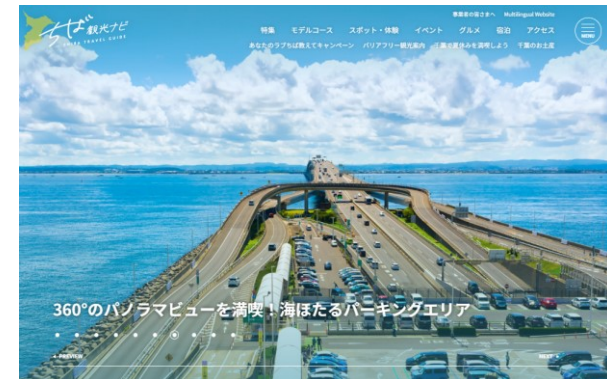 ちば観光ナビ
CHIBA TRAVEL GUIDE
事業者の皆さまへ Multilingual Website
特集 モデルコース スポット・体験 イベント グルメ 宿泊 アクセス
MENU
あなたのラブちば教えてキャンペーン バリアフリー観光案内 千葉の夏休みを満喫しよう 千葉のお土産
360°のパノラマビューを満喫！海ほたるパーキングエリア
PREVIEW
NEXT